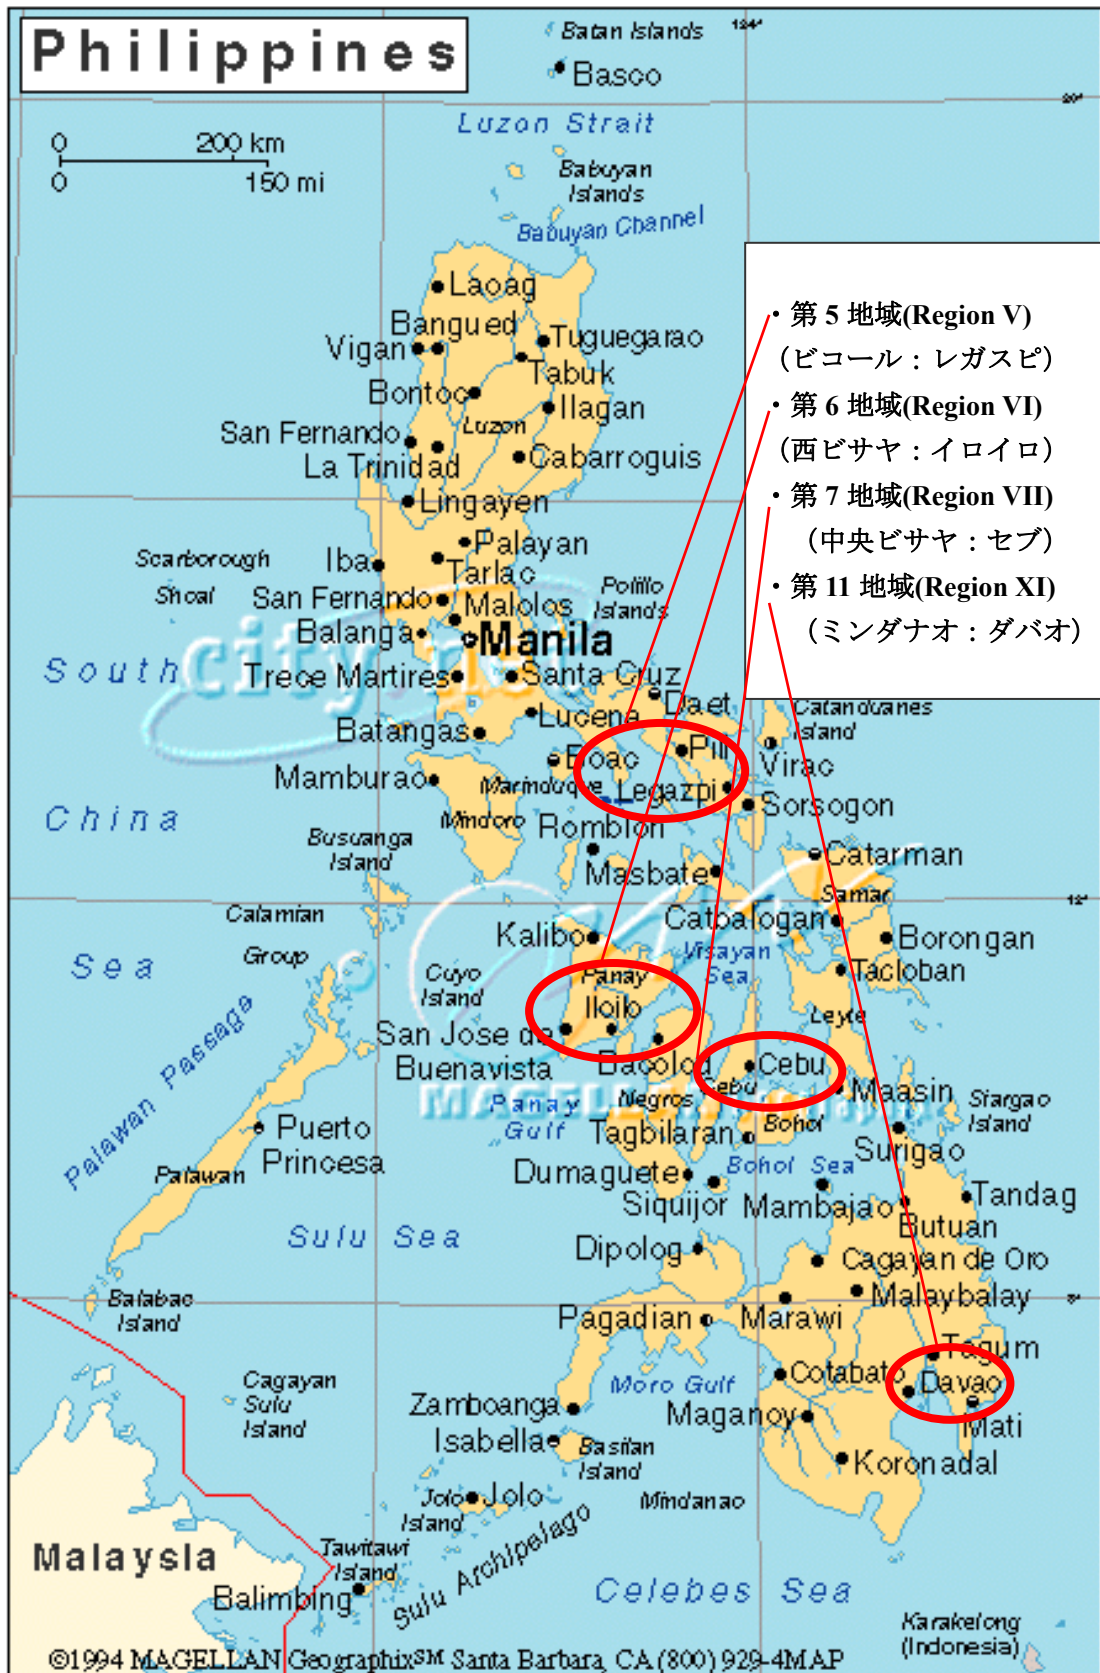 Philippines
Batan Islands
124°
Basco
20°
Luzon Strait
0 200 km
0 150 mi
Babuyan
Islands
Babuyan Channel
・第 5 地域(Region V)
（ビコール：レガスピ）
・第 6 地域(Region VI)
（西ビサヤ：イロイロ）
・第 7 地域(Region VII)
（中央ビサヤ：セブ）
・第 11 地域(Region XI)
（ミンダナオ：ダバオ）
Laoag
Bangued
Vigan
Tuguegarao
Tabuk
Bontoc
Ilagan
Luzon
San Fernando
La Trinidad
Cabarroguis
Lingayen
Palayan
Scarborough
Shoal
Iba
Tarlac
San Fernando
Malolos
Polillo
Islands
Balanga
Manila
city.net
South
Trece Martires
Santa Cruz
Daet
Catanduanes
Island
Lucena
Batangas
Boac
Pili
Virac
Mamburao
Marinduque
Legazpi
Sorsogon
China
Mindoro
Romblon
Busuanga
Island
Masbate
Catarman
Samar
12°
Calamian
Group
Catbalogan
Kalibo
Borongan
Visayan
Sea
Sea
Cuyo
Island
Panay
Tacloban
Iloilo
Leyte
San Jose de
Buenavista
Bacolod
Cebu
Cebu
Maasin
Siargao
Island
Palawan Passage
Panay
Gulf
Negros
Bohol
Puerto
Princesa
Tagbilaran
Surigao
Palawan
Dumaguete
Bohol Sea
Siquijor
Mambajao
Tandag
Butuan
Sulu Sea
Dipolog
Cagayan de Oro
Malaybalay
Balabac
Island
8°
Pagadian
Marawi
Tagum
Cotabato
Davao
Cagayan
Sulu
Island
Moro Gulf
Zamboanga
Maganoy
Mati
Isabella
Basilan
Island
Koronadal
Jolo
Island
Jolo
Mindanao
Malaysia
Tawitawi
Island
Sulu Archipelago
Balimbing
Celebes Sea
Karakelong
(Indonesia)
©1994 MAGELLAN Geographix℠ Santa Barbara, CA (800) 929-4MAP